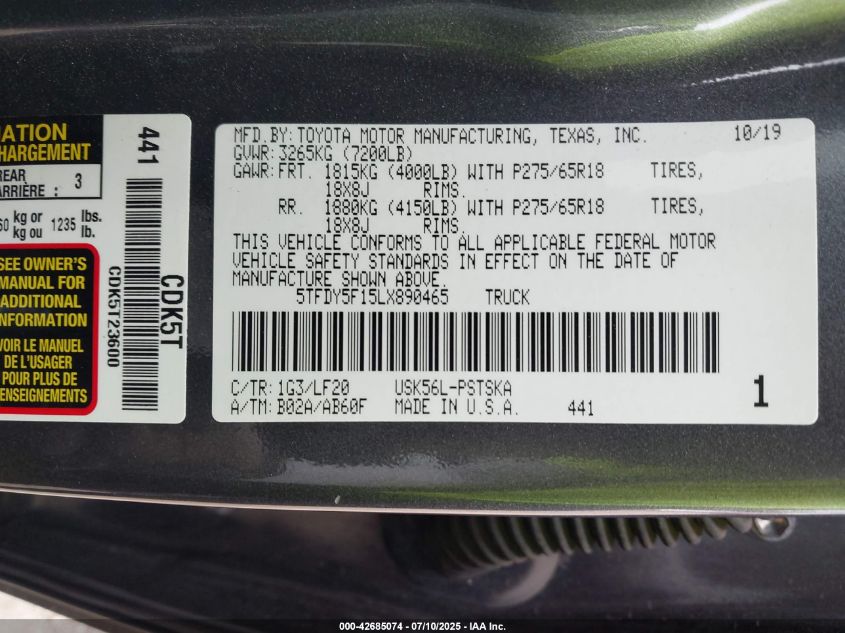 NATION
CHARGEMENT
REAR
ARRIÈRE : 3
60 kg or 1235 lbs.
kg ou lb.
SEE OWNER'S
MANUAL FOR
ADDITIONAL
INFORMATION
VOIR LE MANUEL
DE L'USAGER
POUR PLUS DE
RENSEIGNEMENTS
441
CDK5T23600
CDK5T
MFD.BY: TOYOTA MOTOR MANUFACTURING, TEXAS, INC. 10/19
GVWR: 3265KG (7200LB)
GAWR: FRT. 1815KG (4000LB) WITH P275/65R18 TIRES,
18X8J RIMS.
RR. 1880KG (4150LB) WITH P275/65R18 TIRES,
18X8J RIMS.
THIS VEHICLE CONFORMS TO ALL APPLICABLE FEDERAL MOTOR
VEHICLE SAFETY STANDARDS IN EFFECT ON THE DATE OF
MANUFACTURE SHOWN ABOVE.
5TFDY5F15LX890465 TRUCK
C/TR: 1G3/LF20 USK56L-PSTSKA
A/TM: B02A/AB60F MADE IN U.S.A. 441
1
000-42685074 - 07/10/2025 - IAA Inc.